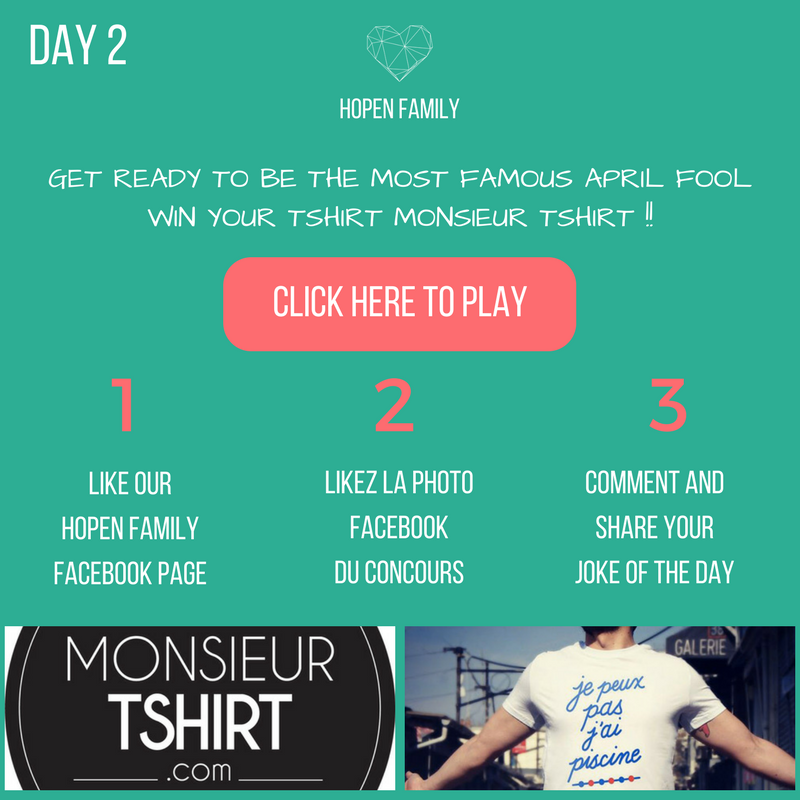 DAY 2
HOPEN FAMILY
GET READY TO BE THE MOST FAMOUS APRIL FOOL
WIN YOUR TSHIRT MONSIEUR TSHIRT !!
CLICK HERE TO PLAY
1
LIKE OUR
HOPEN FAMILY
FACEBOOK PAGE
2
LIKEZ LA PHOTO
FACEBOOK
DU CONCOURS
3
COMMENT AND
SHARE YOUR
JOKE OF THE DAY
MONSIEUR
TSHIRT
.com
GALERIE
je peux
pas
j'ai
piscine